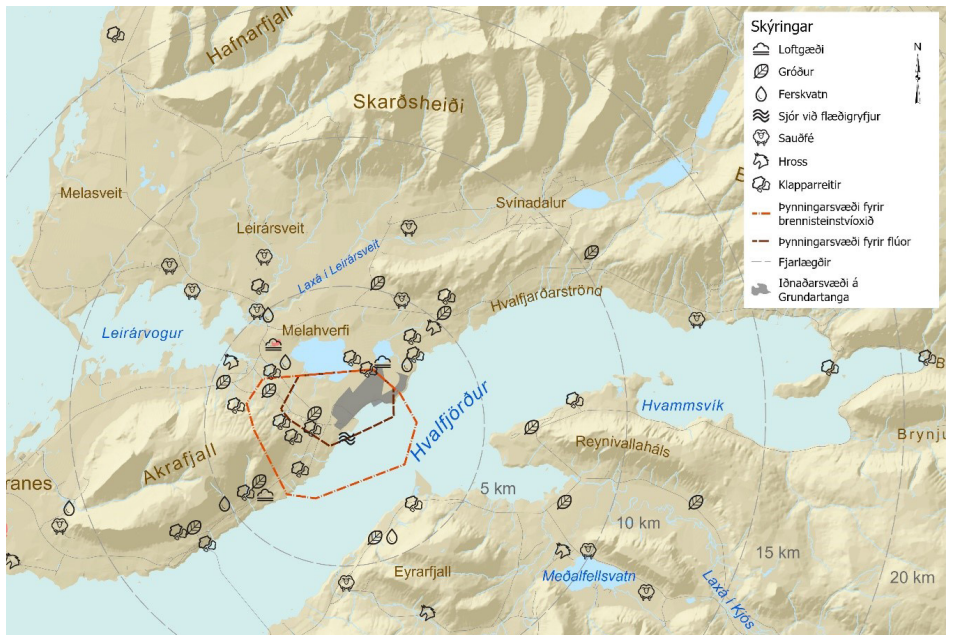 Hafnarfjall
Skarðsheiði
Melasveit
Svínadalur
Leirársveit
Laxá í Leirársveit
Hvalfjarðarströnd
Leirárvogur
Melahverfi
Hvalfjörður
Hvammsvík
Reynivallaháls
Brynju
Akrafjall
ranes
5 km
10 km
15 km
20 km
Eyrarfjall
Meðalfellsvatn
Laxá í Kjós
B
Skýringar
N
Loftgæði
Gróður
Ferskvatn
Sjór við flæðigryfjur
Sauðfé
Hross
Klapparreitir
Þynningarsvæði fyrir
brennisteinstvíoxið
Þynningarsvæði fyrir flúor
Fjarlægðir
Iðnaðarsvæði á
Grundartanga